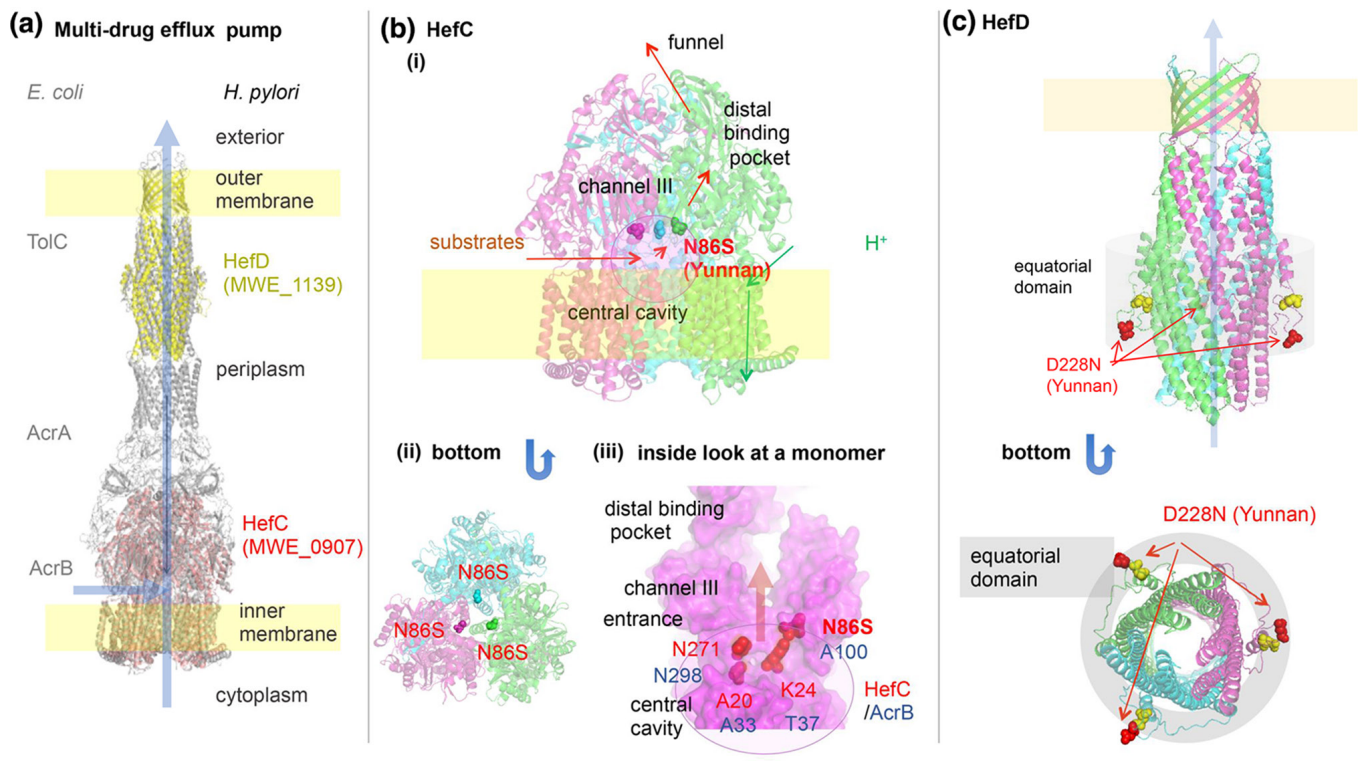 (a) Multi-drug efflux pump
E. coli
H. pylori
exterior
outer
membrane
TolC
HefD
(MWE_1139)
periplasm
AcrA
HefC
(MWE_0907)
AcrB
inner
membrane
cytoplasm
(b) HefC
(i)
funnel
distal
binding
pocket
channel III
substrates
N86S
(Yunnan)
H+
central cavity
(ii) bottom
N86S
N86S
N86S
(iii) inside look at a monomer
distal binding
pocket
channel III
entrance
N86S
A100
N271
N298
K24
A20
HefC
/AcrB
central
cavity
A33
T37
(c) HefD
equatorial
domain
D228N
(Yunnan)
bottom
D228N (Yunnan)
equatorial
domain